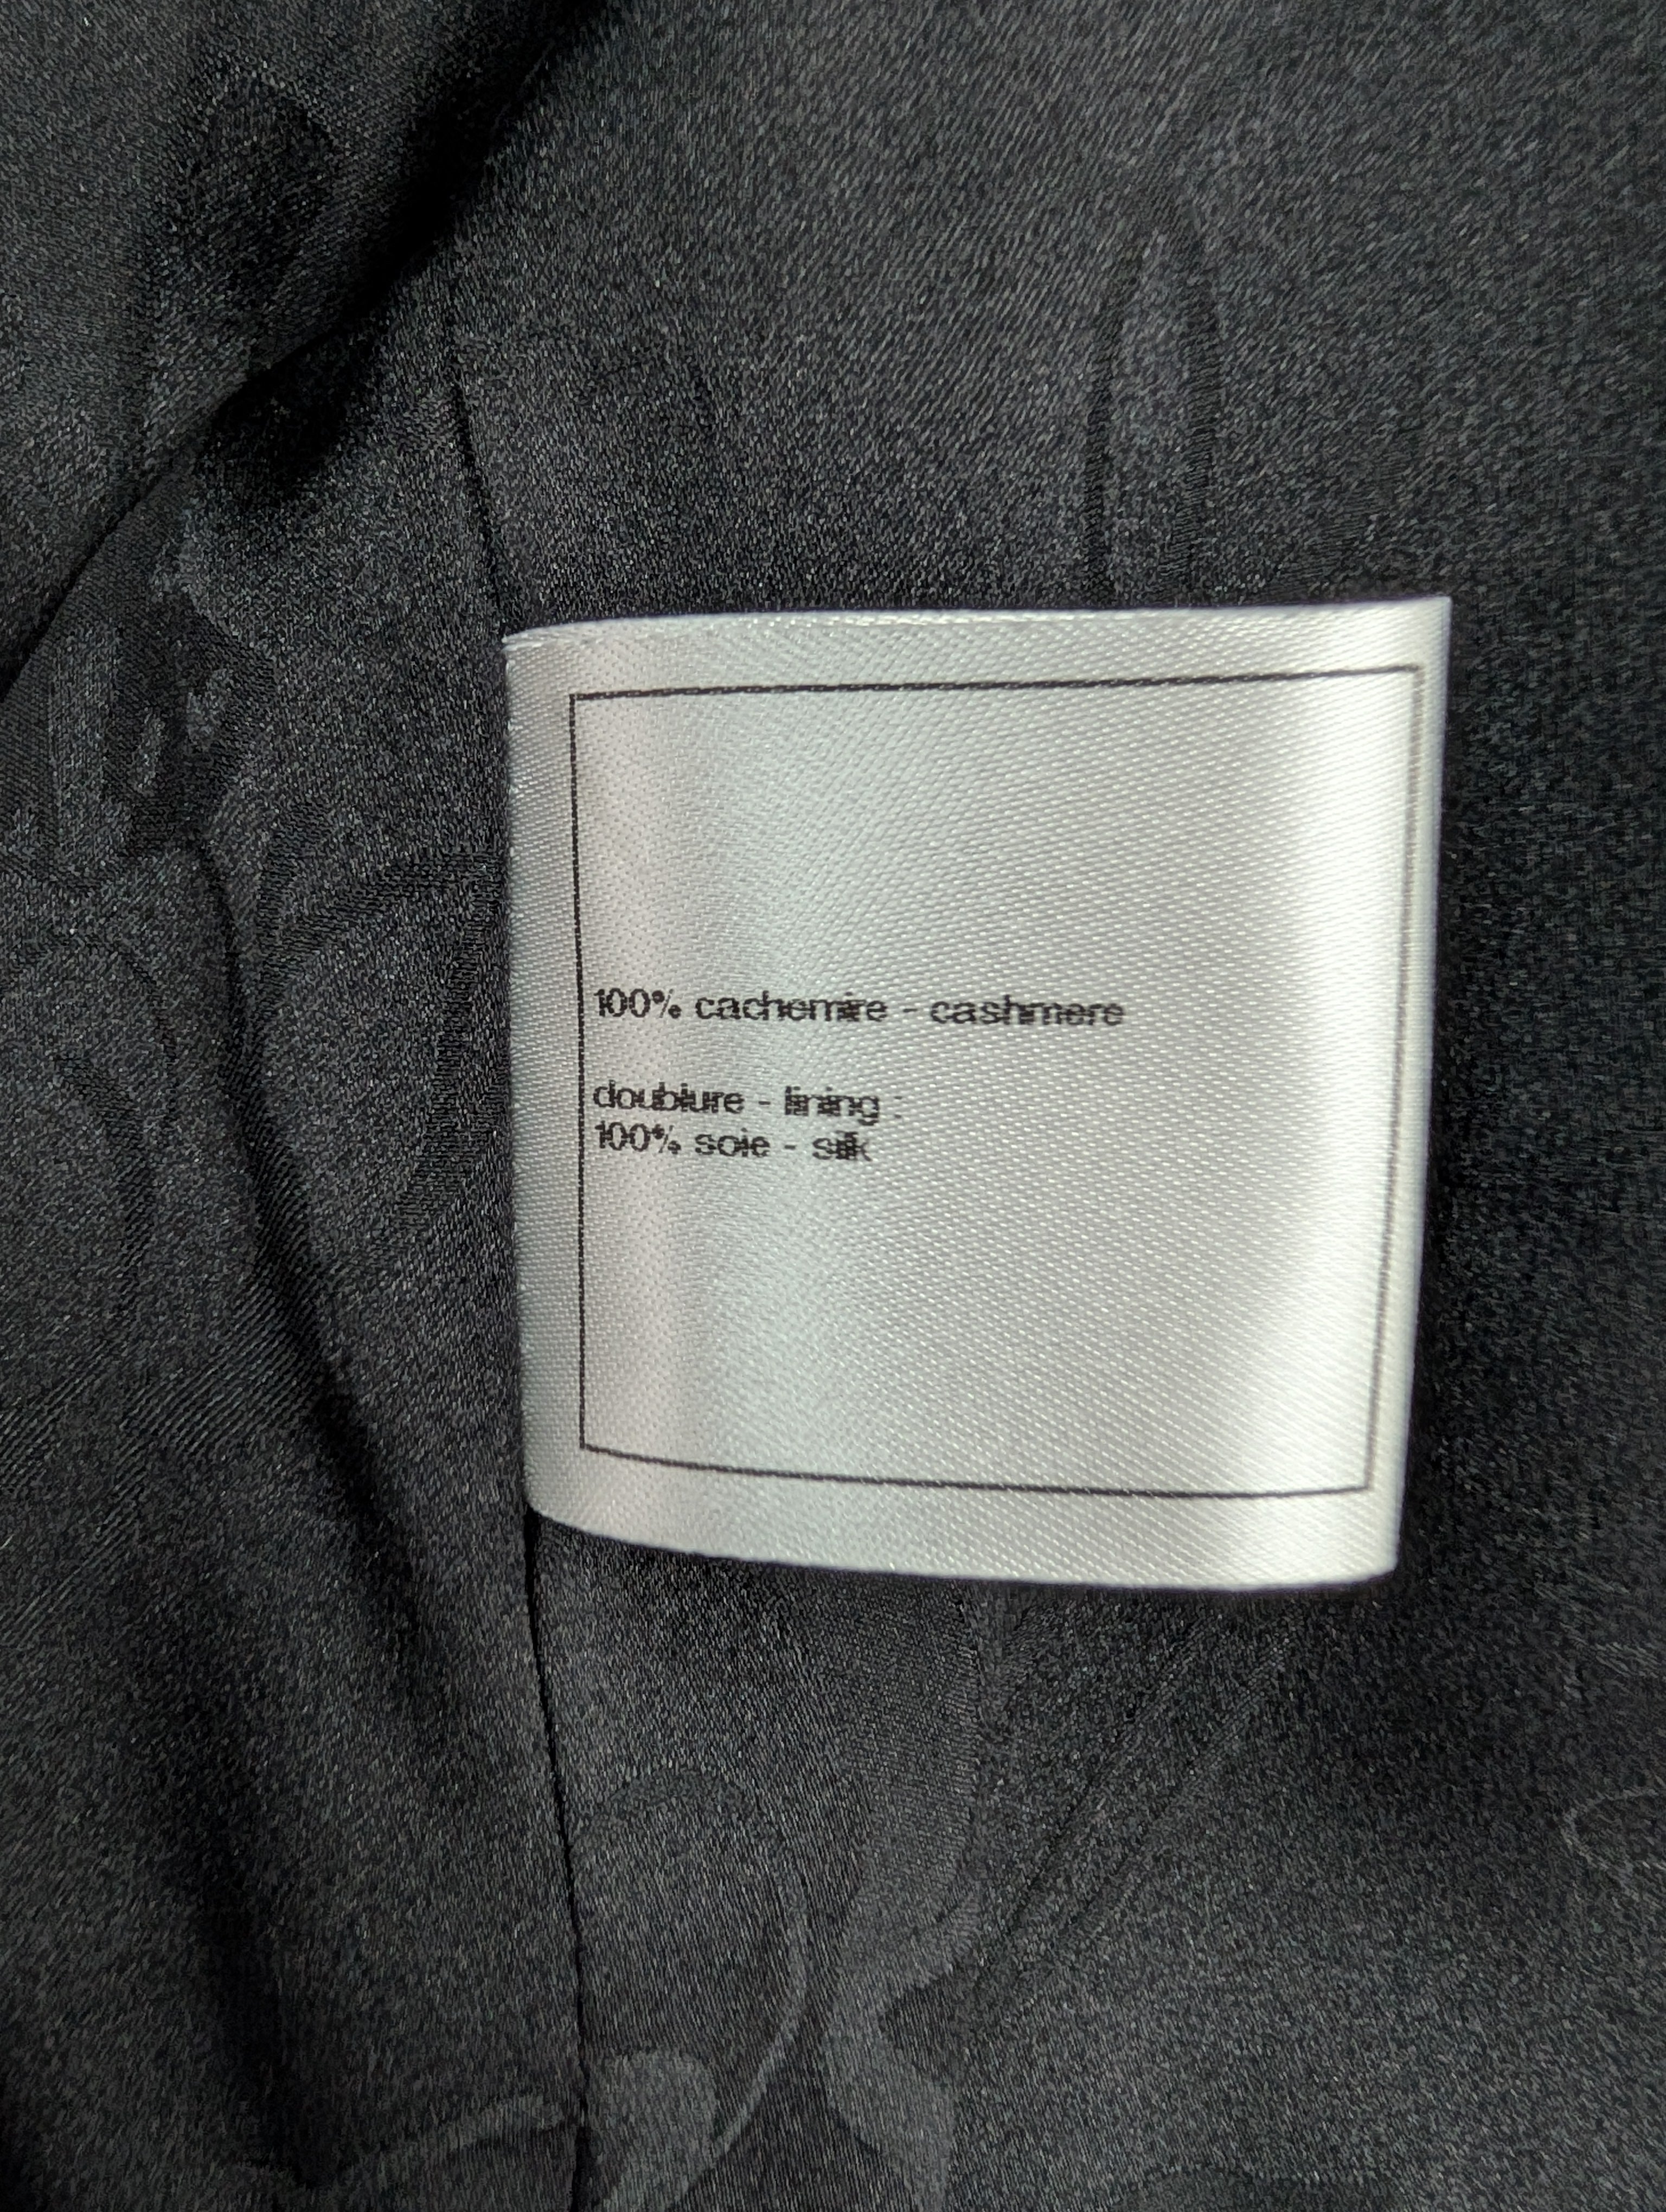 100% cachemire - cashmere
doublure - lining :
100% soie - silk